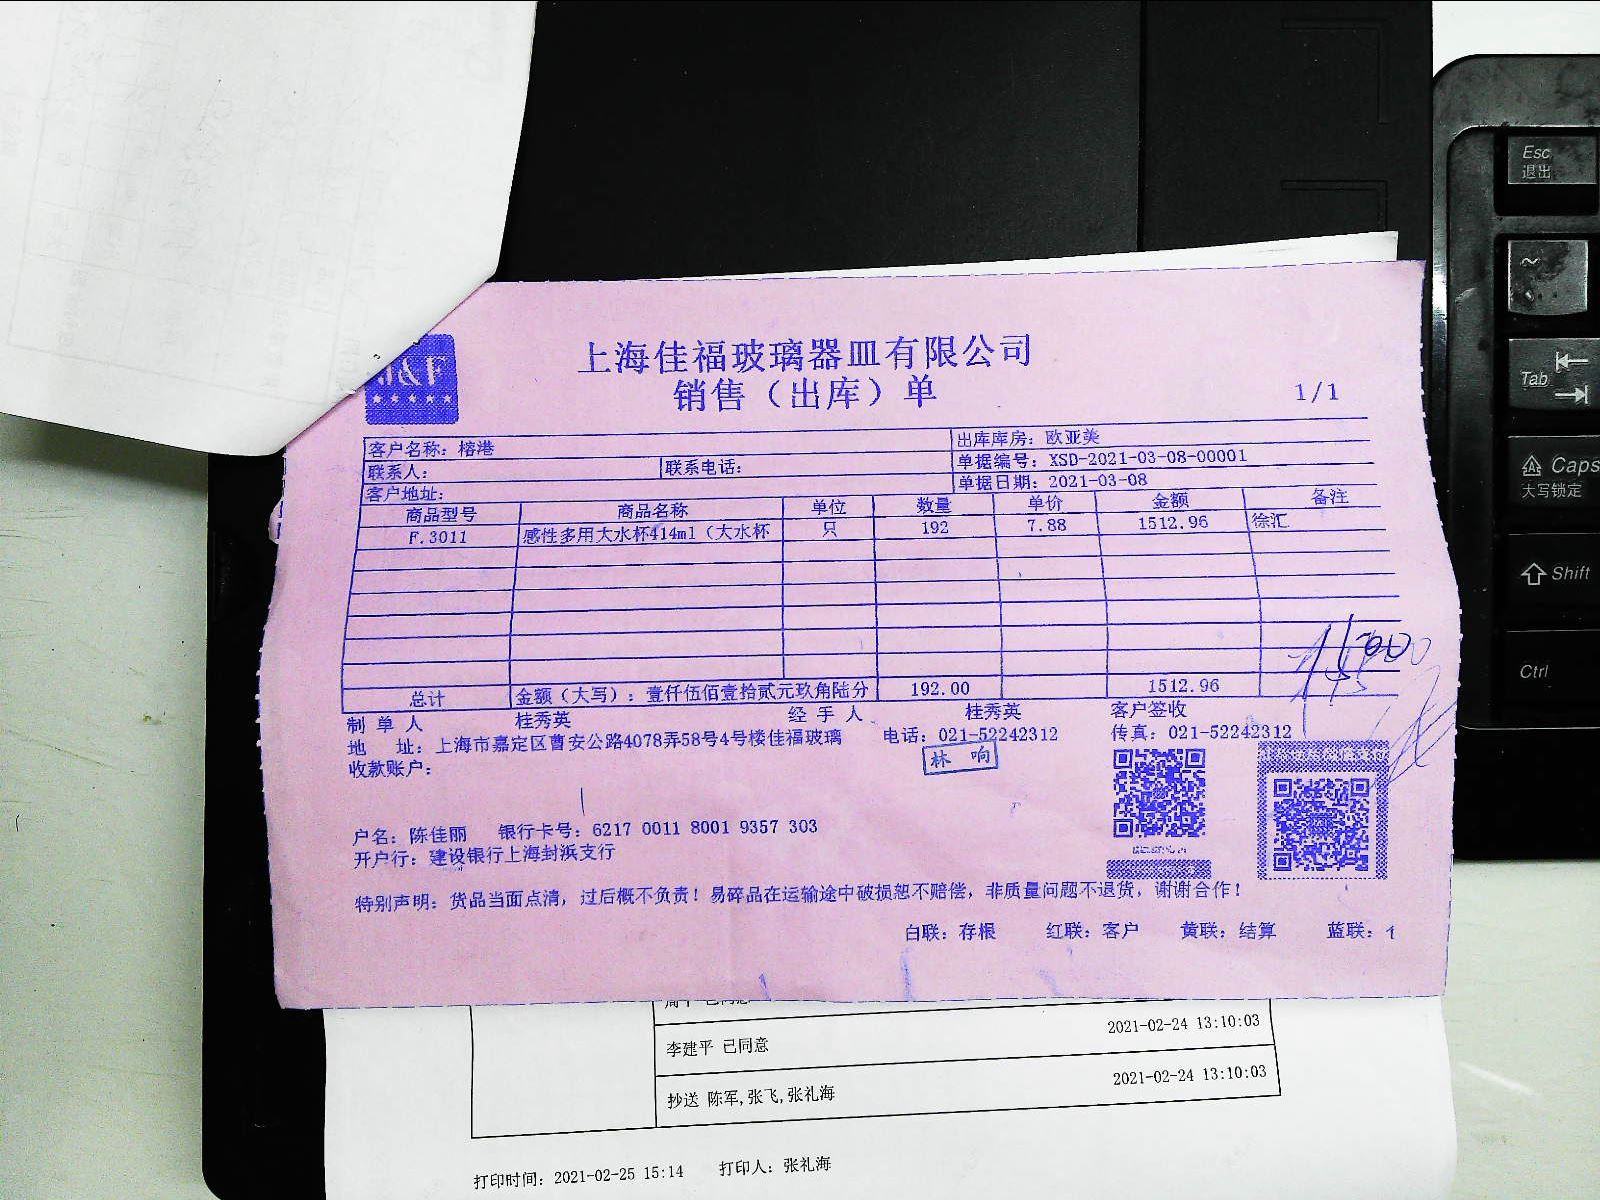 上海佳福玻璃器皿有限公司
销售（出库）单
1/1
客户名称：榕港
出库库房：欧亚美
联系人：
联系电话：
单据编号：XSD-2021-03-08-00001
客户地址：
单据日期：2021-03-08
商品型号 商品名称 单位 数量 单价 金额 备注
F.3011 感性多用大水杯414ml（大水杯 只 192 7.88 1512.96 徐汇
总计 金额（大写）：壹仟伍佰壹拾贰元玖角陆分 192.00 1512.96
制单人 桂秀英 经手人 桂秀英 客户签收
地 址：上海市嘉定区曹安公路4078弄58号4号楼佳福玻璃 电话：021-52242312 传真：021-52242312
收款账户：
林 响
户名：陈佳丽 银行卡号：6217 0011 8001 9357 303
开户行：建设银行上海封浜支行
特别声明：货品当面点清，过后概不负责！易碎品在运输途中破损恕不赔偿，非质量问题不退货，谢谢合作！
白联：存根 红联：客户 黄联：结算 蓝联：
李建平 已同意 2021-02-24 13:10:03
抄送 陈军,张飞,张礼海 2021-02-24 13:10:03
打印时间：2021-02-25 15:14 打印人：张礼海
Esc
退出
~
Tab
Caps
大写锁定
Shift
Ctrl